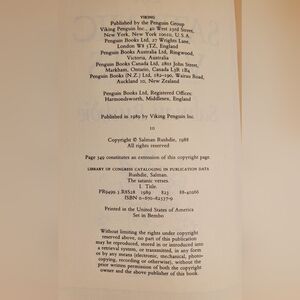 VIKING
Published by the Penguin Group
Viking Penguin Inc., 40 West 23rd Street,
New York, New York 10010, U.S.A.
Penguin Books Ltd, 27 Wrights Lane,
London W8 5TZ, England
Penguin Books Australia Ltd, Ringwood,
Victoria, Australia
Penguin Books Canada Ltd, 2801 John Street,
Markham, Ontario, Canada L3R 1B4
Penguin Books (N.Z.) Ltd, 182–190 Wairau Road,
Auckland 10, New Zealand
Penguin Books Ltd, Registered Offices:
Harmondsworth, Middlesex, England
Published in 1989 by Viking Penguin Inc.
10
Copyright © Salman Rushdie, 1988
All rights reserved
Page 549 constitutes an extension of this copyright page.
LIBRARY OF CONGRESS CATALOGING IN PUBLICATION DATA
Rushdie, Salman.
The satanic verses.
I. Title.
PR9499.3.R8S28 1989 823 88-40266
ISBN 0-670-82537-9
Printed in the United States of America
Set in Bembo
Without limiting the rights under copyright
reserved above, no part of this publication
may be reproduced, stored in or introduced into
a retrieval system, or transmitted, in any form
or by any means (electronic, mechanical, photo-
copying, recording or otherwise), without the
prior written permission of both the copyright
owner and the above publisher of this book.